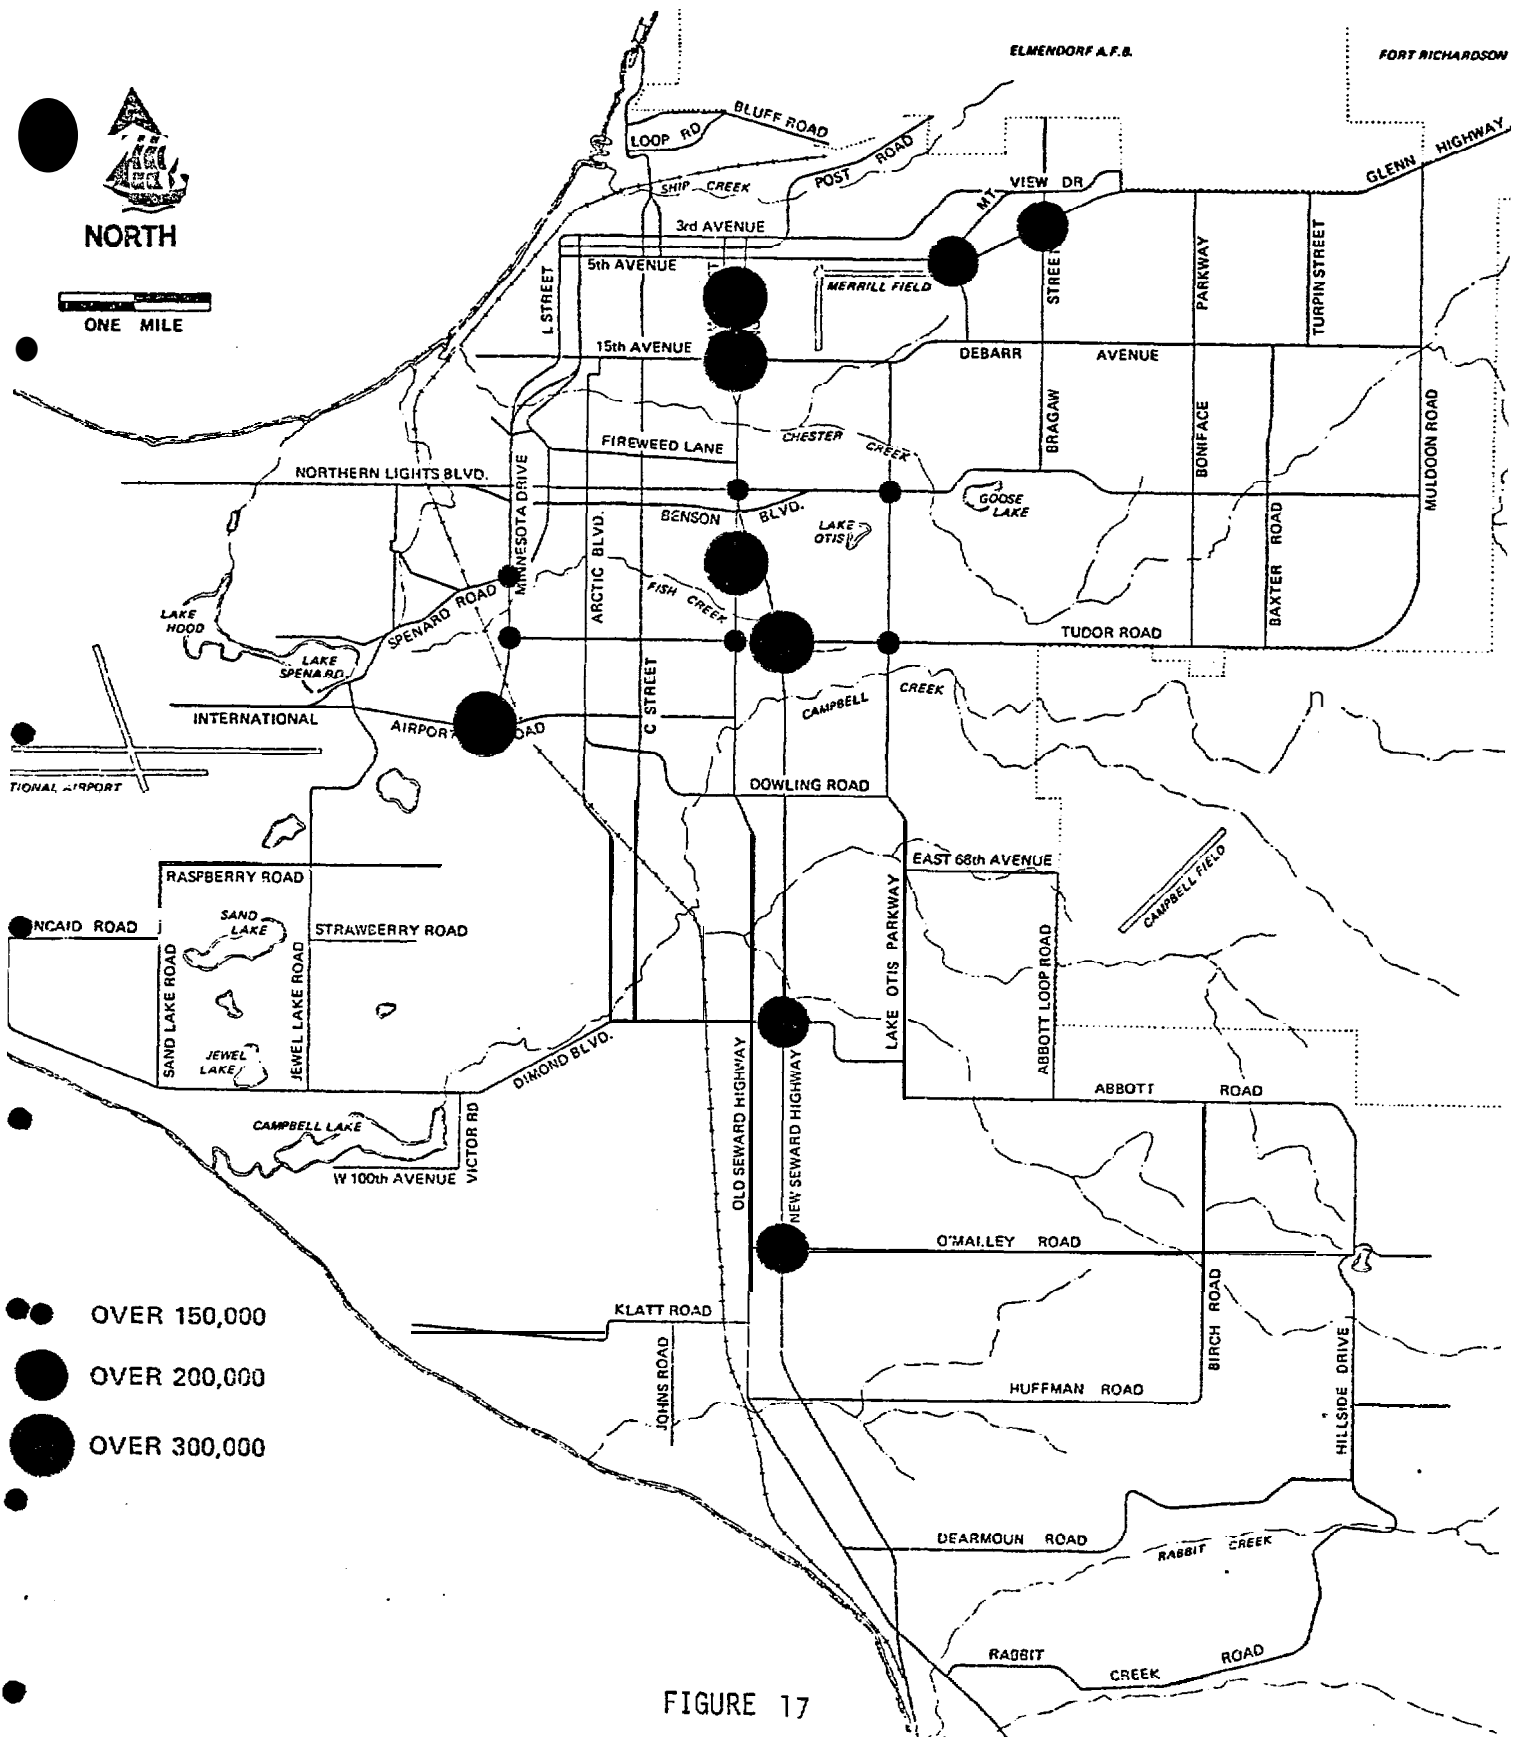 ELMENDORF A.F.B.
FORT RICHARDSON
BLUFF ROAD
LOOP RD
GLENN HIGHWAY
POST ROAD
SHIP CREEK
MT. VIEW DR
NORTH
3rd AVENUE
5th AVENUE
L STREET
MERRILL FIELD
STREET
PARKWAY
TURPIN STREET
ONE MILE
15th AVENUE
DEBARR AVENUE
BRAGAW
BONIFACE
MULDOON ROAD
CHESTER CREEK
FIREWEED LANE
NORTHERN LIGHTS BLVD.
MINNESOTA DRIVE
BENSON BLVD.
GOOSE LAKE
LAKE OTIS
ARCTIC BLVD.
BAXTER ROAD
FISH CREEK
LAKE HOOD
SPENARD ROAD
TUDOR ROAD
LAKE SPENARD
C STREET
CAMPBELL CREEK
INTERNATIONAL
AIRPORT OAD
TIONAL AIRPORT
DOWLING ROAD
EAST 68th AVENUE
CAMPBELL FIELD
RASPBERRY ROAD
SAND LAKE
NCAID ROAD
STRAWBERRY ROAD
SAND LAKE ROAD
JEWEL LAKE ROAD
LAKE OTIS PARKWAY
ABBOTT LOOP ROAD
JEWEL LAKE
DIMOND BLVD.
ABBOTT ROAD
CAMPBELL LAKE
VICTOR RD
W 100th AVENUE
OLD SEWARD HIGHWAY
NEW SEWARD HIGHWAY
O'MALLEY ROAD
OVER 150,000
KLATT ROAD
BIRCH ROAD
OVER 200,000
JOHNS ROAD
HUFFMAN ROAD
HILLSIDE DRIVE
OVER 300,000
DEARMOUN ROAD
RABBIT CREEK
RABBIT CREEK ROAD
FIGURE 17